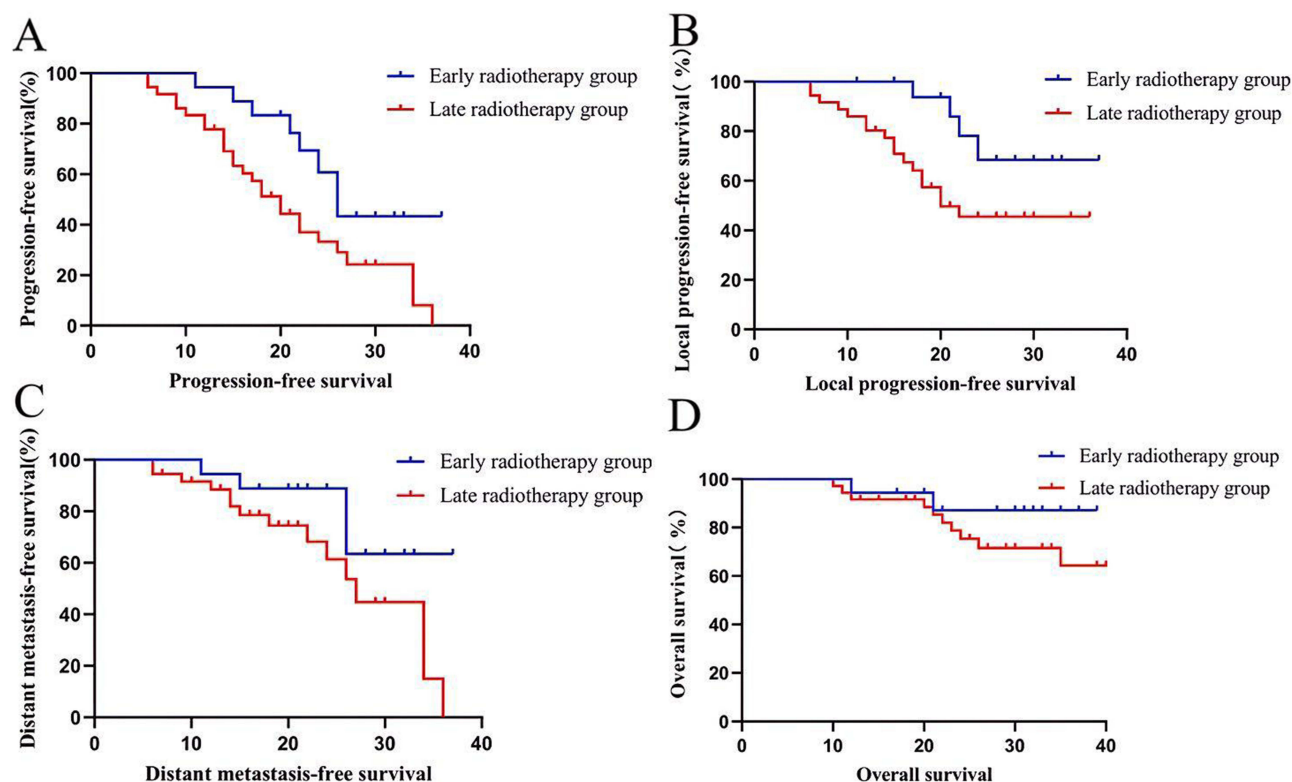 A
Progression-free survival(%)
100
80
60
40
20
0
0 10 20 30 40
Progression-free survival
Early radiotherapy group
Late radiotherapy group
B
Local progression-free survival( %)
100
80
60
40
20
0
0 10 20 30 40
Local progression-free survival
Early radiotherapy group
Late radiotherapy group
C
Distant metastasis-free survival(%)
100
80
60
40
20
0
0 10 20 30 40
Distant metastasis-free survival
Early radiotherapy group
Late radiotherapy group
D
Overall survival( %)
100
80
60
40
20
0
0 10 20 30 40
Overall survival
Early radiotherapy group
Late radiotherapy group